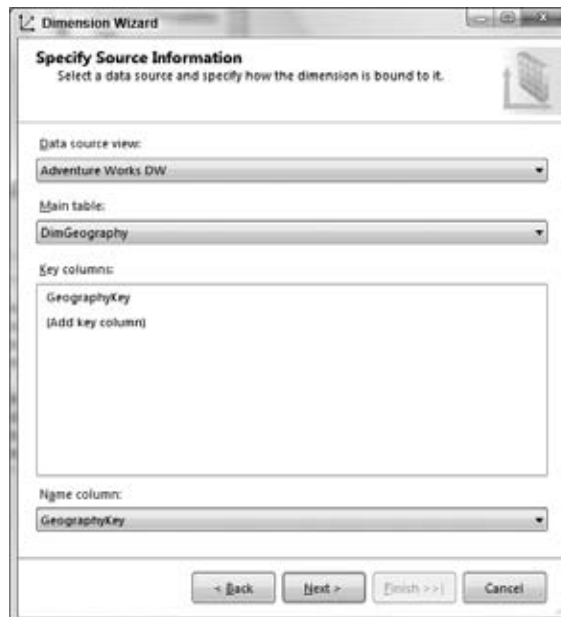 Dimension Wizard
Specify Source Information
Select a data source and specify how the dimension is bound to it.
Data source view:
Adventure Works DW
Main table:
DimGeography
Key columns:
GeographyKey
(Add key column)
Name column:
GeographyKey
< Back
Next >
Finish >>|
Cancel